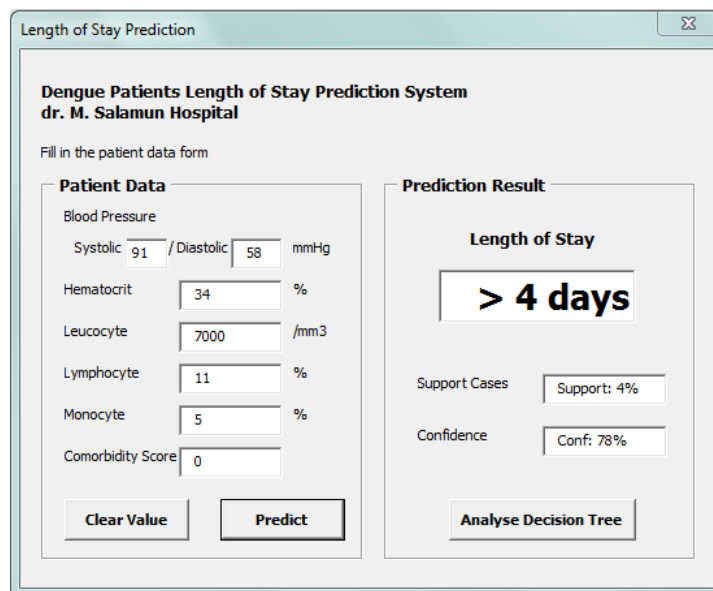 Length of Stay Prediction
Dengue Patients Length of Stay Prediction System
dr. M. Salamun Hospital
Fill in the patient data form
Patient Data
Blood Pressure
Systolic 91 / Diastolic 58 mmHg
Hematocrit 34 %
Leucocyte 7000 /mm3
Lymphocyte 11 %
Monocyte 5 %
Comorbidity Score 0
Clear Value Predict
Prediction Result
Length of Stay
> 4 days
Support Cases Support: 4%
Confidence Conf: 78%
Analyse Decision Tree